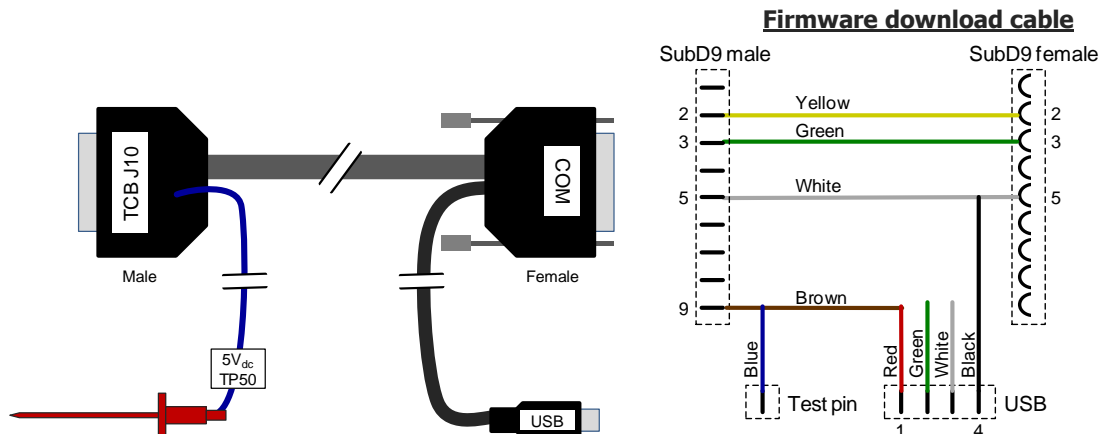 Firmware download cable
SubD9 male
SubD9 female
TCB J10
COM
Male
Female
5Vdc
TP50
USB
2
Yellow
2
3
Green
3
5
White
5
9
Brown
Blue
Red
Green
White
Black
Test pin
USB
1
4